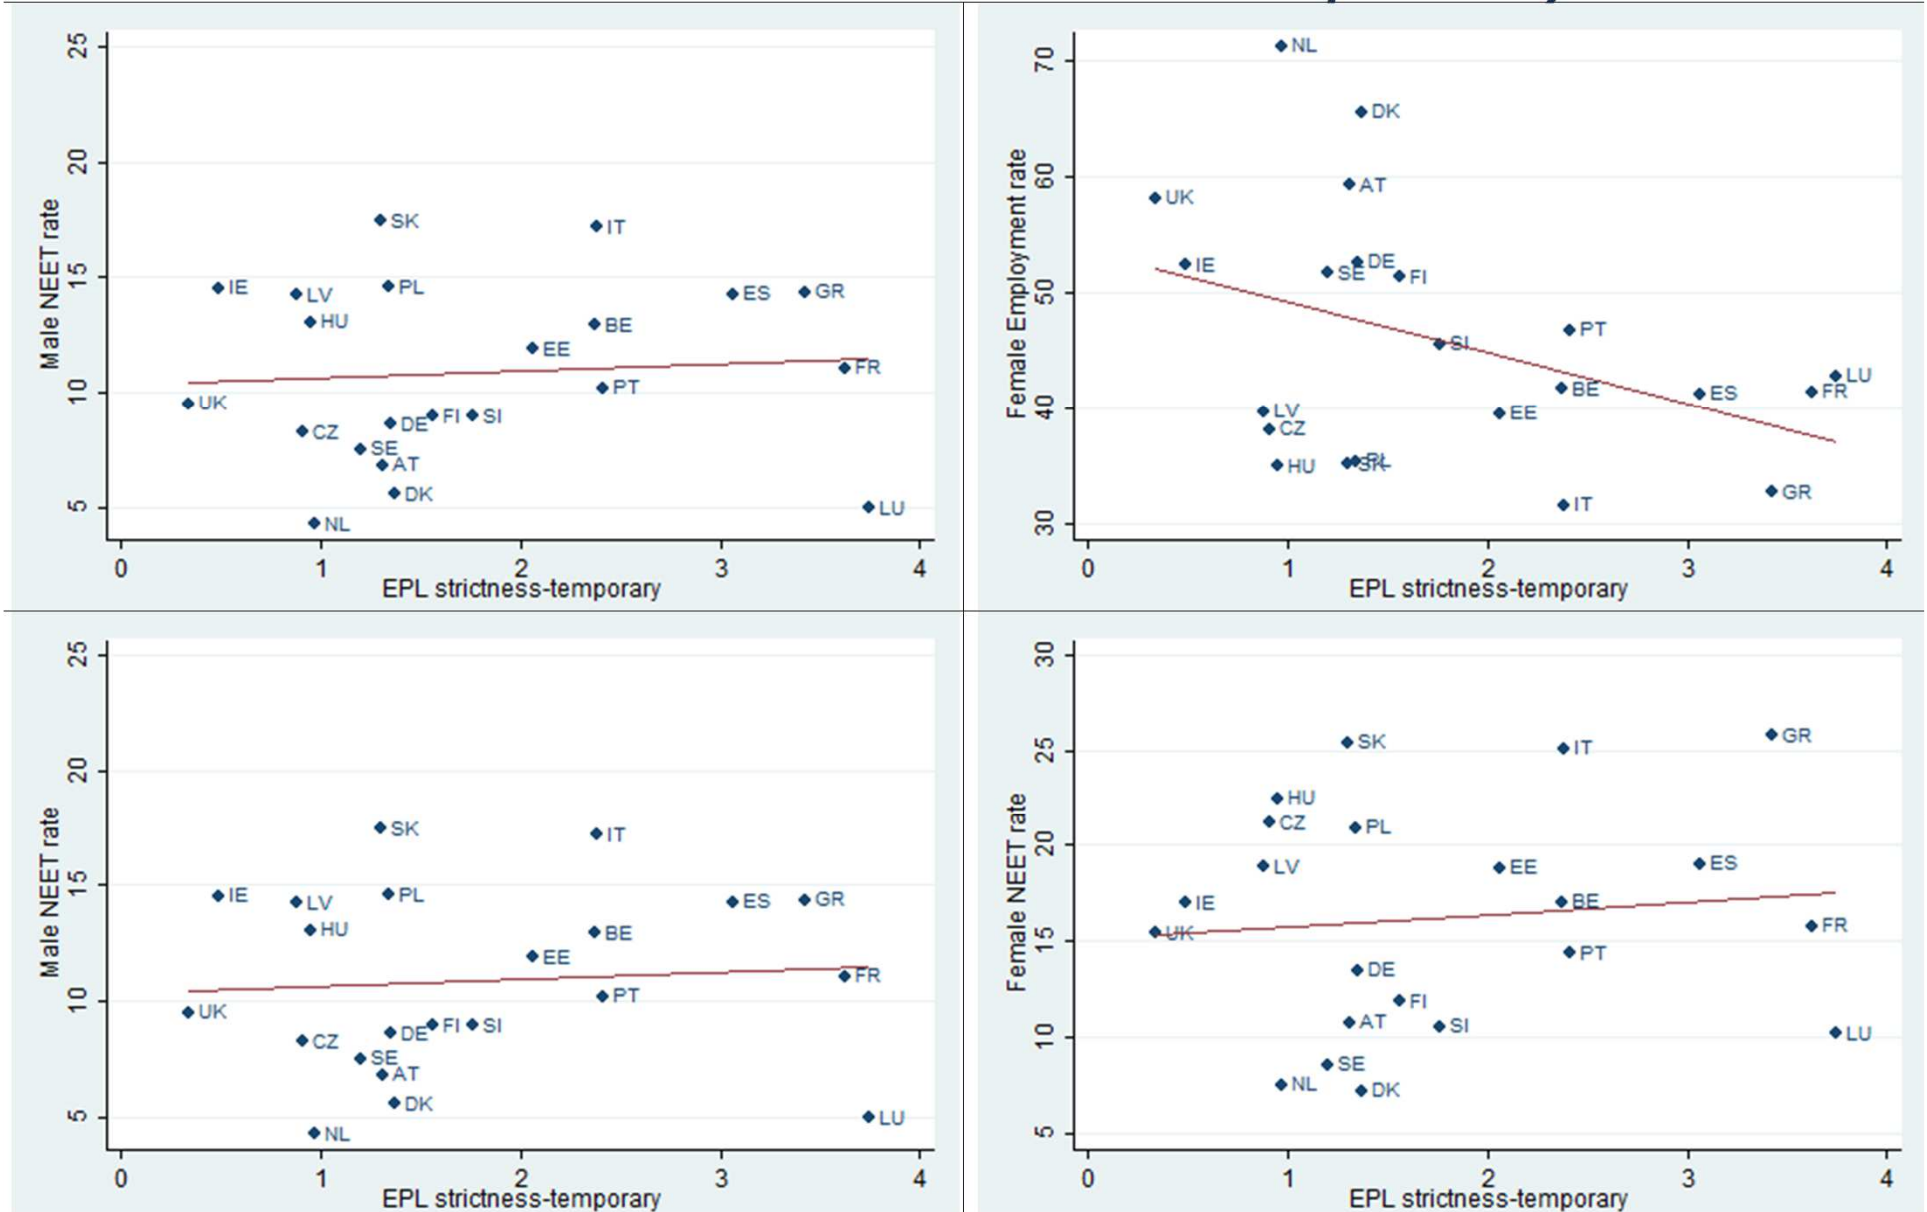 25
20
15
10
5
Male NEET rate
SK
IT
IE
LV
PL
HU
ES
GR
BE
EE
FR
PT
UK
FI
SI
DE
CZ
SE
AT
DK
NL
LU
0 1 2 3 4
EPL strictness-temporary
70
60
50
40
30
Female Employment rate
NL
DK
AT
UK
IE
DE
SE
FI
PT
SI
LU
BE
FR
ES
LV
EE
CZ
PL
SK
HU
GR
IT
0 1 2 3 4
EPL strictness-temporary
25
20
15
10
5
Male NEET rate
SK
IT
IE
LV
PL
HU
ES
GR
BE
EE
FR
PT
UK
FI
SI
DE
CZ
SE
AT
DK
NL
LU
0 1 2 3 4
EPL strictness-temporary
30
25
20
15
10
5
Female NEET rate
GR
SK
IT
HU
CZ
PL
LV
EE
ES
IE
BE
UK
FR
PT
DE
FI
AT
SI
LU
SE
NL
DK
0 1 2 3 4
EPL strictness-temporary